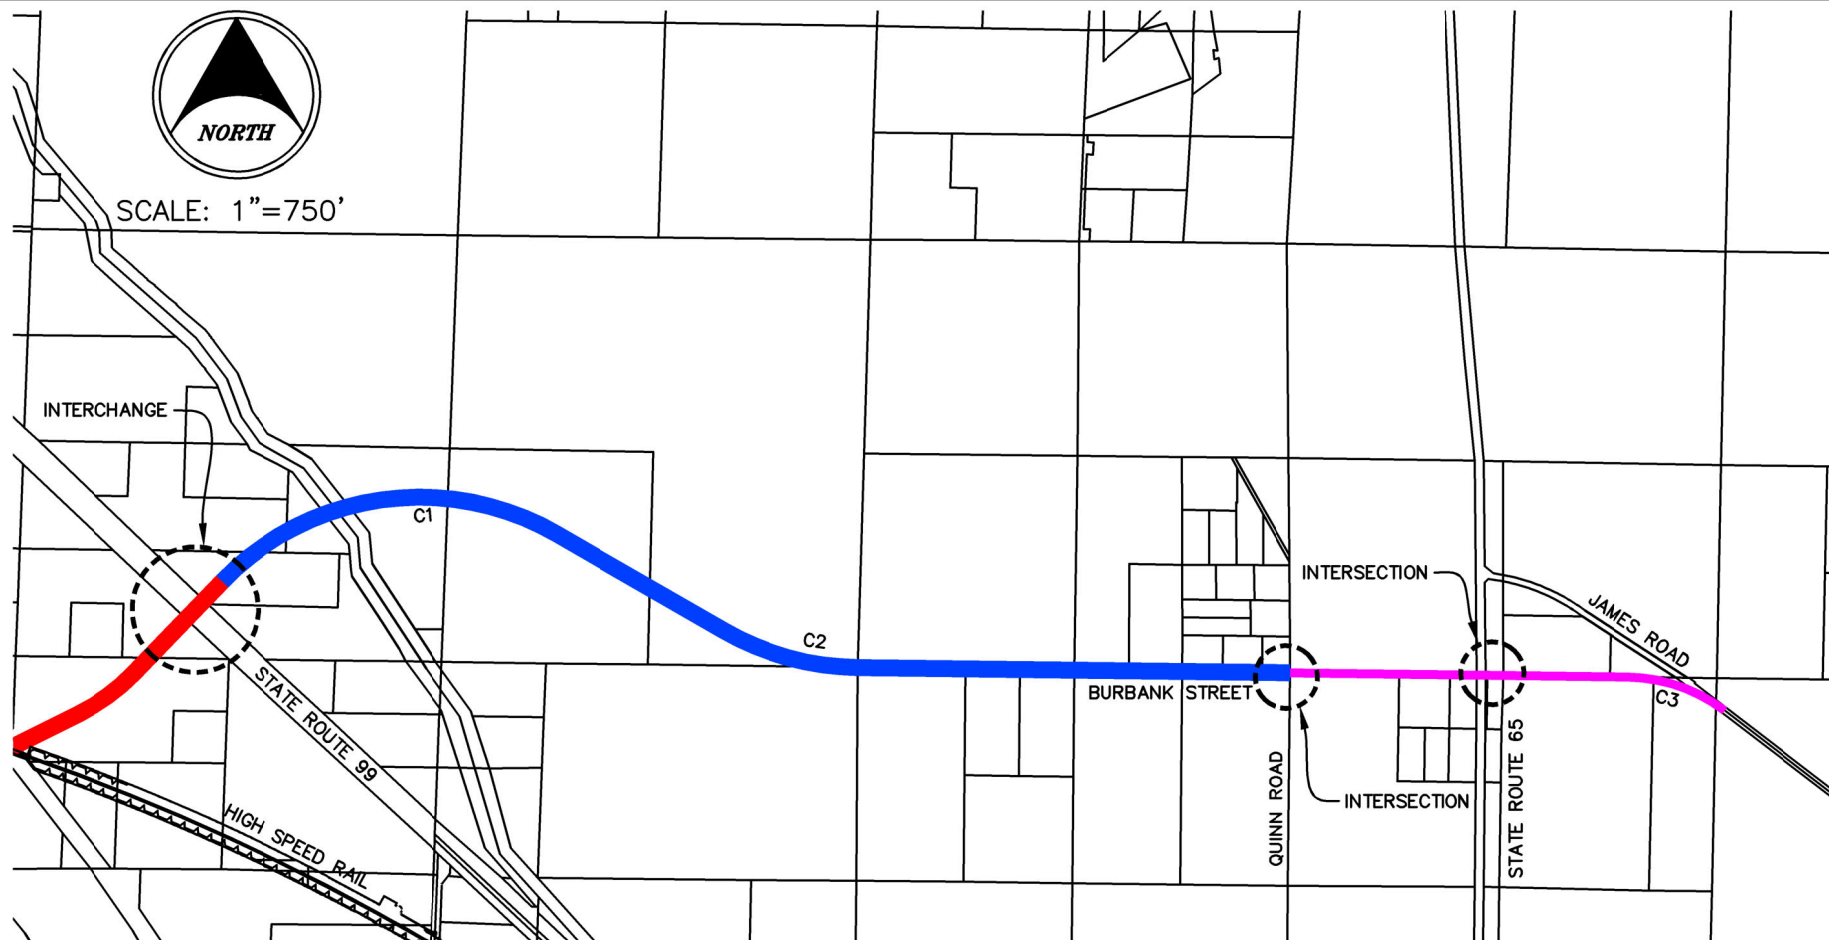 NORTH
SCALE: 1"=750'
INTERCHANGE
C1
INTERSECTION
JAMES ROAD
C2
BURBANK STREET
C3
STATE ROUTE 99
STATE ROUTE 65
QUINN ROAD
INTERSECTION
HIGH SPEED RAIL